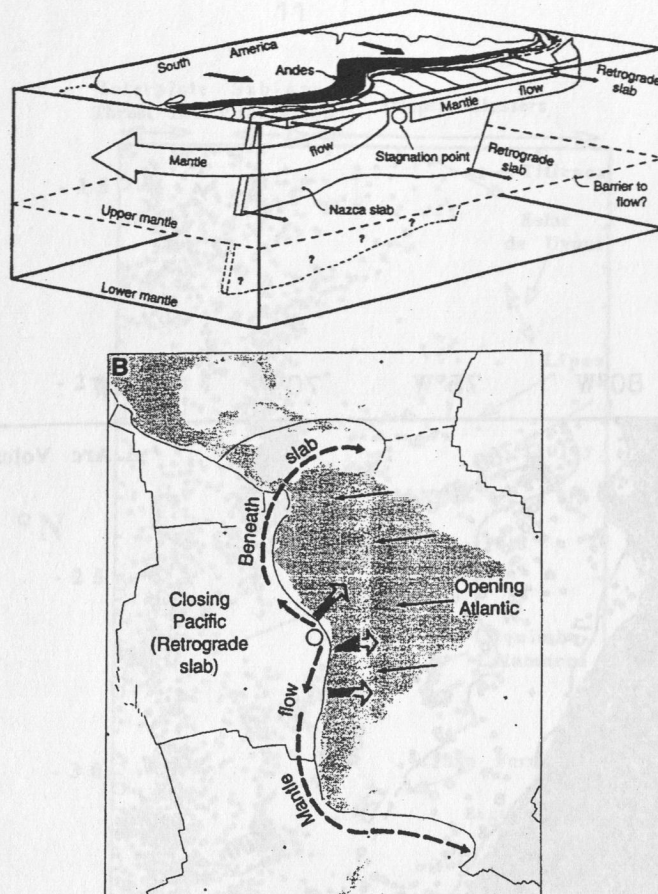 South America
Andes
Retrograde
slab
flow
Mantle
Mantle
flow
Stagnation point
Retrograde
slab
Barrier to
flow?
Nazca slab
Upper mantle
?
?
?
?
Lower mantle
B
slab
Beneath
Opening
Atlantic
Closing
Pacific
(Retrograde
slab)
flow
Mantle